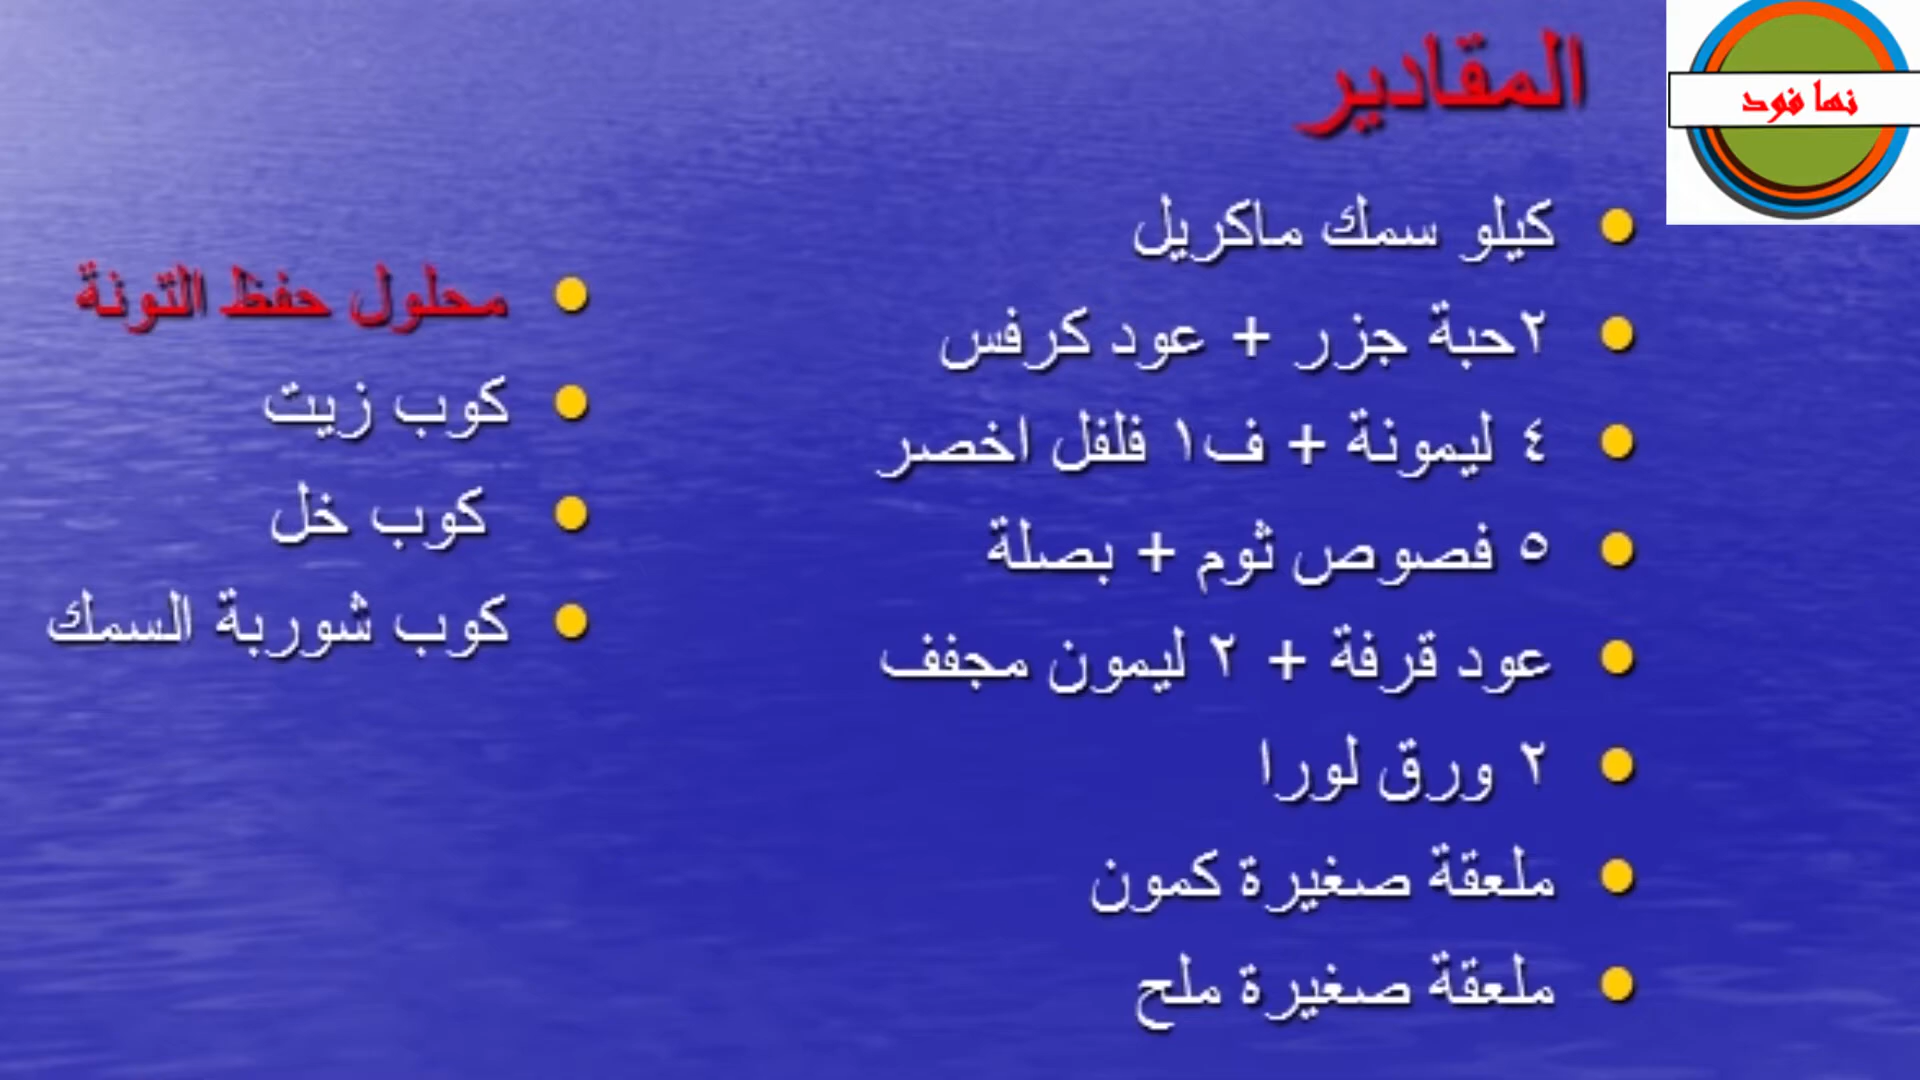 نها فود
المقادير
كيلو سمك ماكريل
٢حبة جزر + عود كرفس
٤ ليمونة + ف١ فلفل اخصر
٥ فصوص ثوم + بصلة
عود قرفة + ٢ ليمون مجفف
٢ ورق لورا
ملعقة صغيرة كمون
ملعقة صغيرة ملح
محلول حفظ التونة
كوب زيت
كوب خل
كوب شوربة السمك